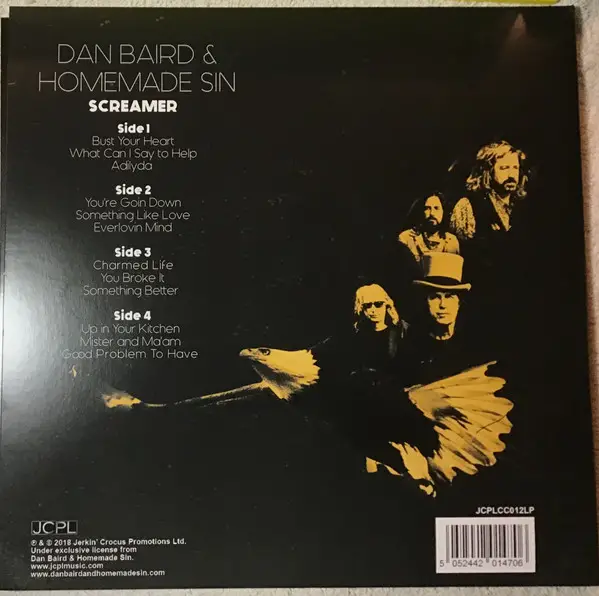 DAN BAIRD &
HOMEMADE SIN
SCREAMER
Side 1
Bust Your Heart
What Can I Say to Help
Adilyda
Side 2
You're Goin Down
Something Like Love
Everlovin Mind
Side 3
Charmed Life
You Broke It
Something Better
Side 4
Up in Your Kitchen
Mister and Ma'am
Good Problem To Have
JCPL
℗ & © 2018 Jerkin' Crocus Promotions Ltd.
Under exclusive license from
Dan Baird & Homemade Sin.
www.jcplmusic.com
www.danbairdandhomemadesin.com
JCPLCC012LP
5 052442 014706